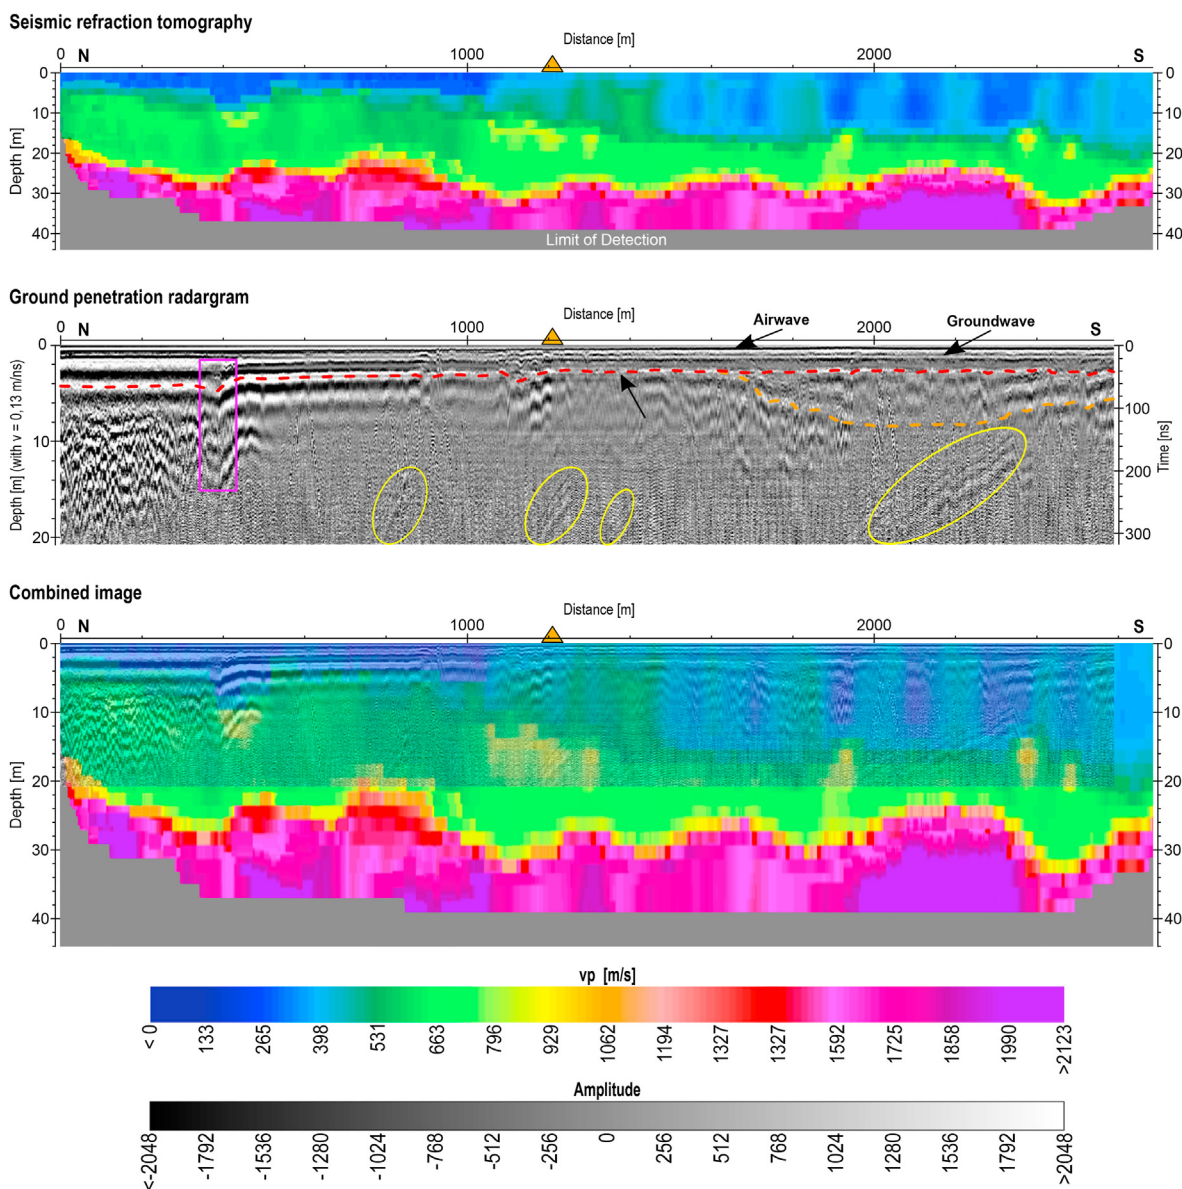 Seismic refraction tomography
Distance [m]
0 N 1000 2000 S
Depth [m]
0 10 20 30 40
0 10 20 30 40
Limit of Detection
Ground penetration radargram
Distance [m]
0 N 1000 2000 S
Airwave
Groundwave
Depth [m] (with v = 0,13 m/ns)
0 10 20
0 100 200 300
Time [ns]
Combined image
Distance [m]
0 N 1000 2000 S
Depth [m]
0 10 20 30 40
0 10 20 30 40
vp [m/s]
< 0 133 265 398 531 663 796 929 1062 1194 1327 1327 1592 1725 1858 1990 >2123
Amplitude
<-2048 -1792 -1536 -1280 -1024 -768 -512 -256 0 256 512 768 1024 1280 1536 1792 >2048